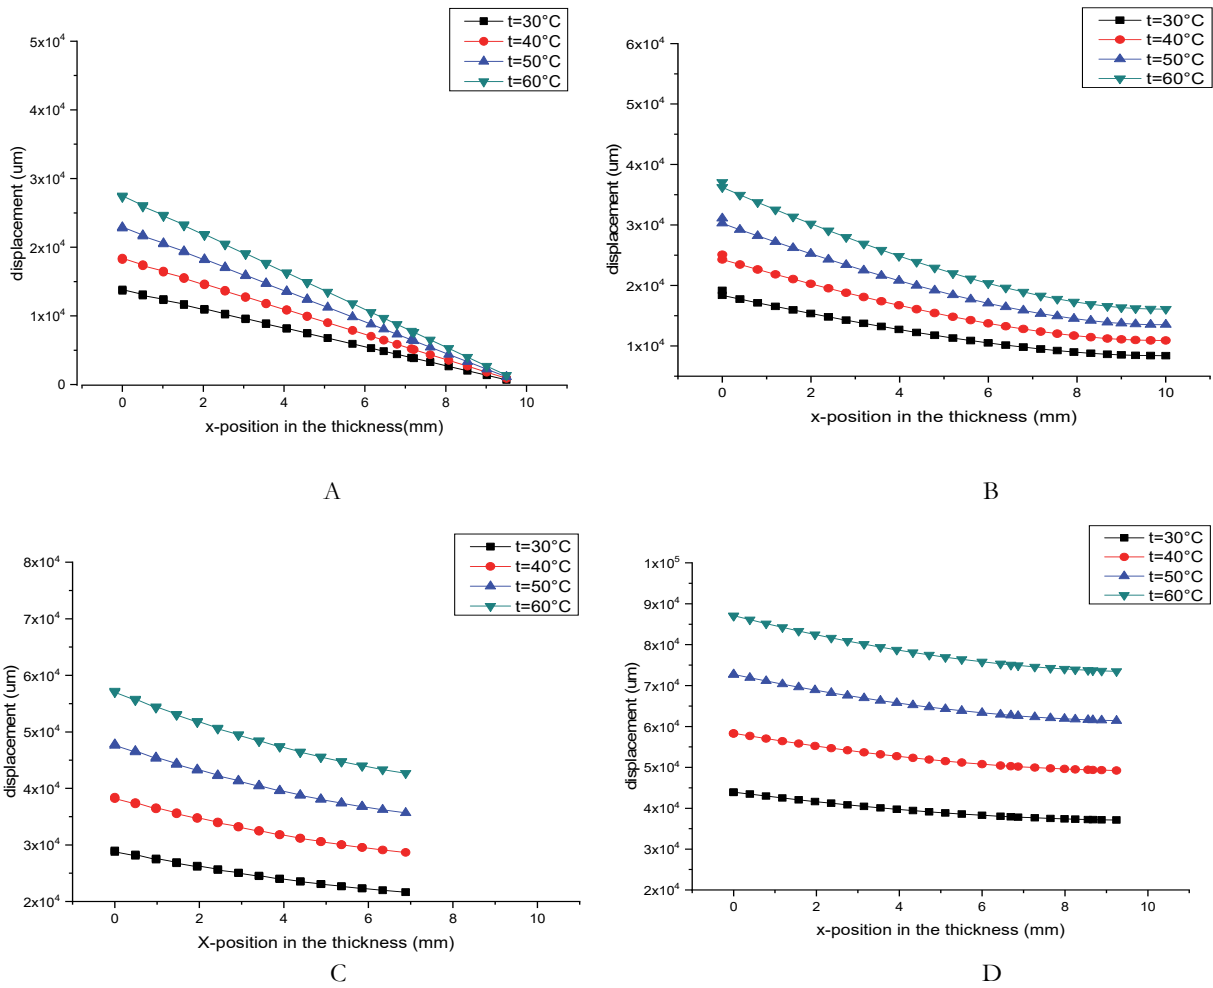 t=30°C
t=40°C
t=50°C
t=60°C
5x10⁴
4x10⁴
3x10⁴
2x10⁴
1x10⁴
0
displacement (um)
0 2 4 6 8 10
x-position in the thickness(mm)
A
t=30°C
t=40°C
t=50°C
t=60°C
6x10⁴
5x10⁴
4x10⁴
3x10⁴
2x10⁴
1x10⁴
displacement (um)
0 2 4 6 8 10
x-position in the thickness (mm)
B
t=30°C
t=40°C
t=50°C
t=60°C
8x10⁴
7x10⁴
6x10⁴
5x10⁴
4x10⁴
3x10⁴
2x10⁴
displacement (um)
0 2 4 6 8 10
X-position in the thickness (mm)
C
t=30°C
t=40°C
t=50°C
t=60°C
1x10⁵
9x10⁴
8x10⁴
7x10⁴
6x10⁴
5x10⁴
4x10⁴
3x10⁴
2x10⁴
displacement (um)
0 2 4 6 8 10
x-position in the thickness (mm)
D